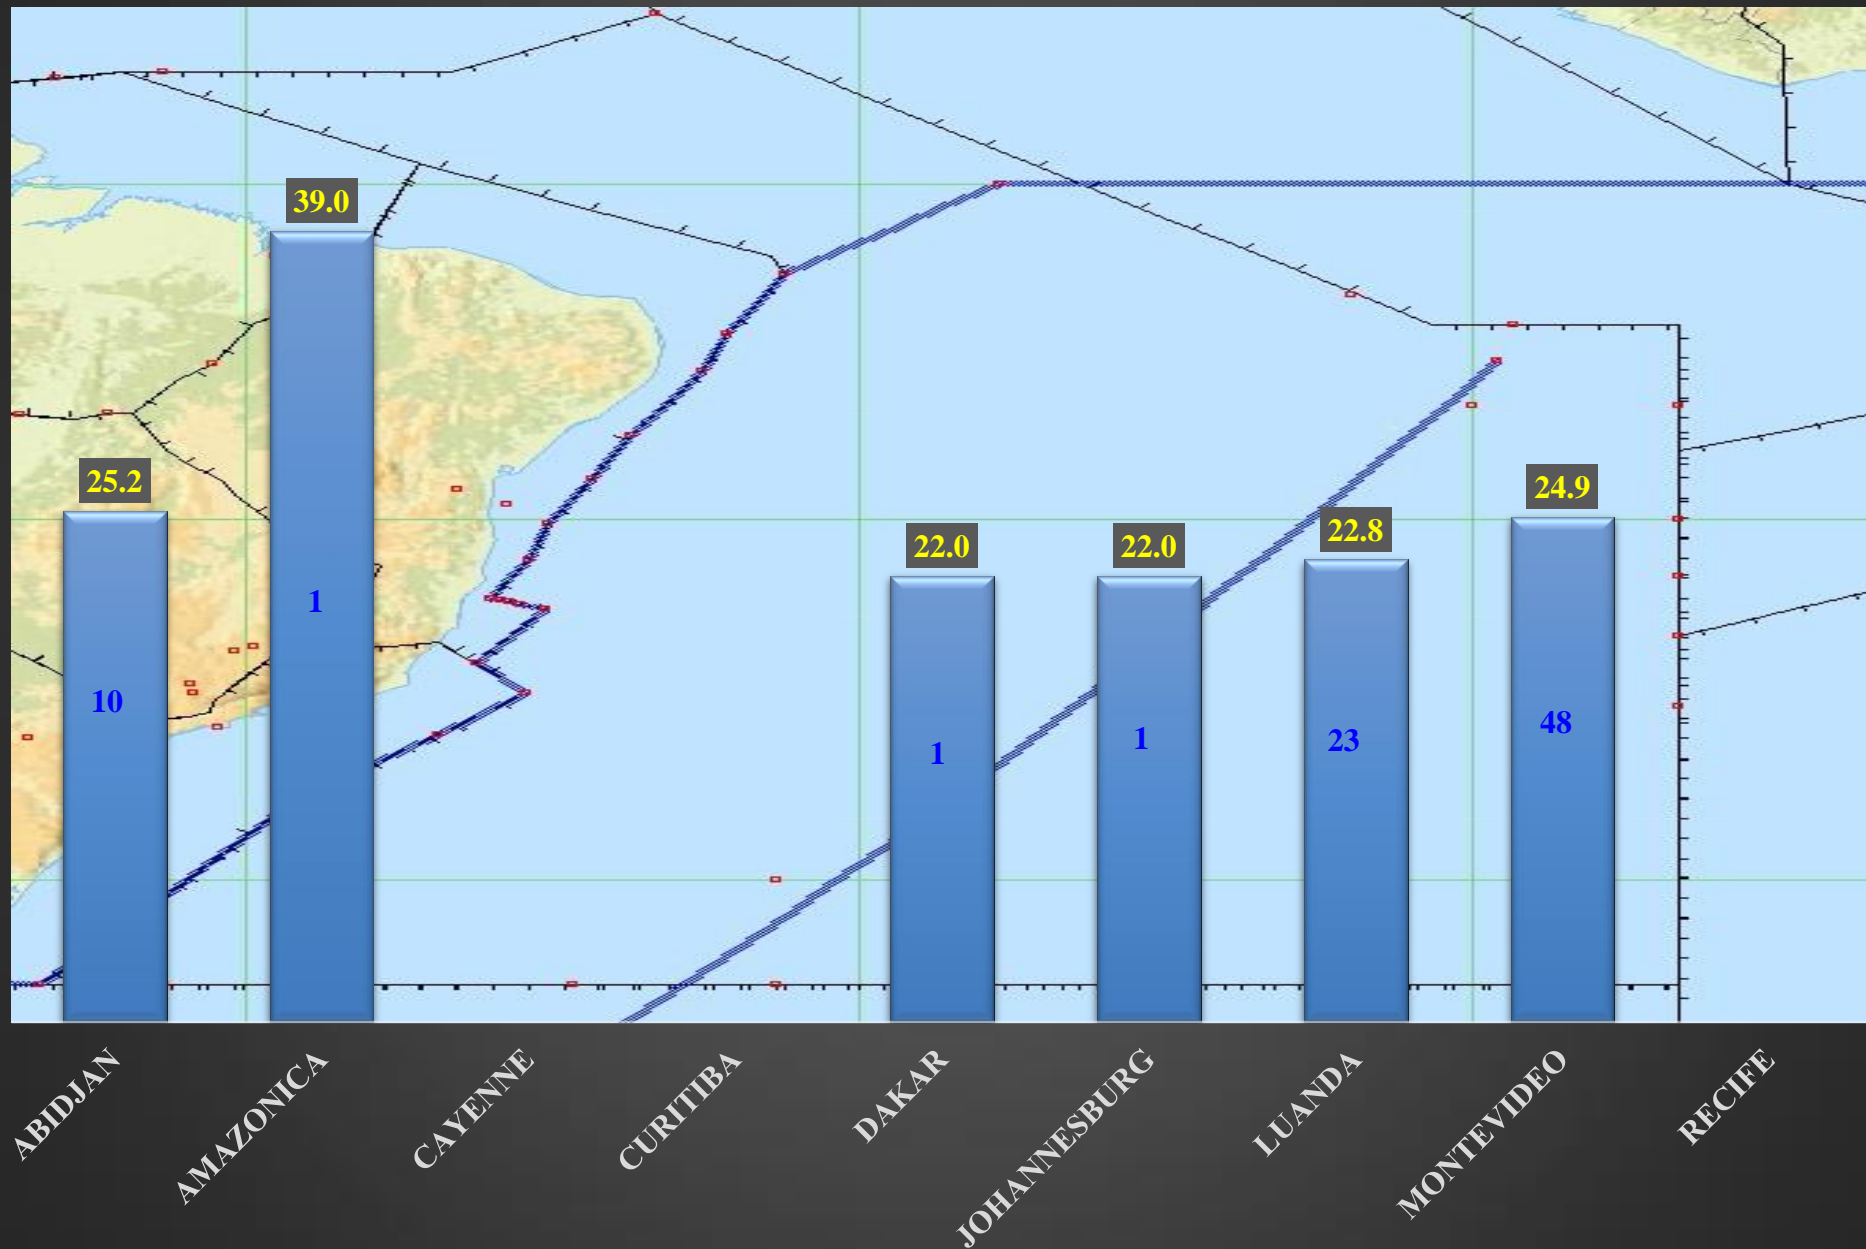 39.0
25.2
24.9
22.8
22.0
22.0
1
10
48
1
23
1
ABIDJAN
AMAZONICA
CAYENNE
CURITIBA
DAKAR
JOHANNESBURG
LUANDA
MONTEVIDEO
RECIFE